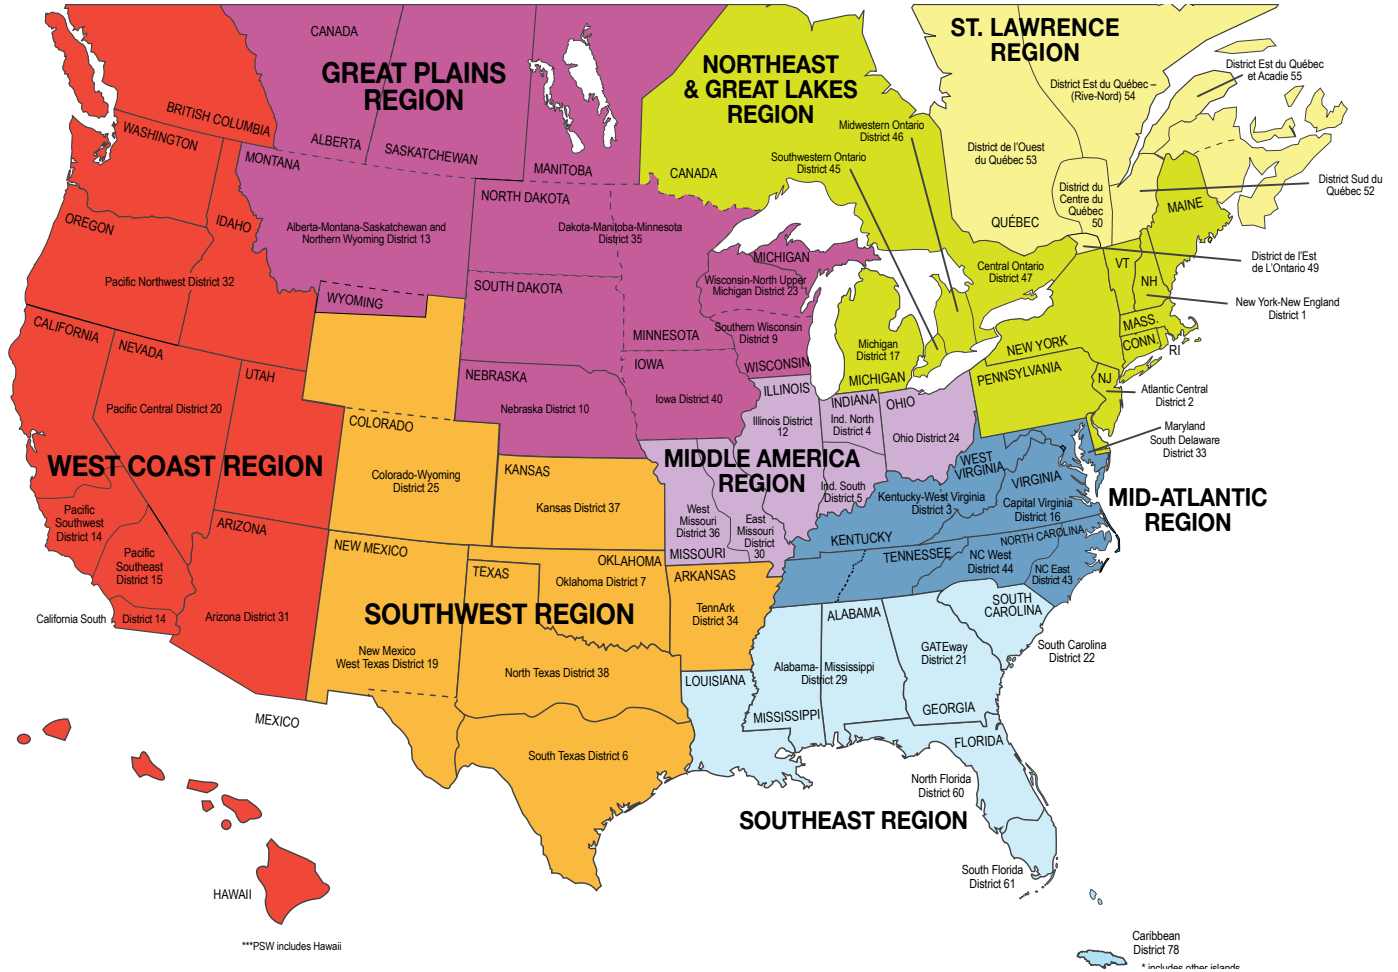 CANADA
GREAT PLAINS
REGION
BRITISH COLUMBIA
ALBERTA
SASKATCHEWAN
MANITOBA
NORTHEAST
& GREAT LAKES
REGION
CANADA
Midwestern Ontario
District 46
Southwestern Ontario
District 45
ST. LAWRENCE
REGION
District Est du Québec
et Acadie 55
District Est du Québec –
(Rive-Nord) 54
District de l'Ouest
du Québec 53
District du
Centre du
Québec
50
District Sud du
Québec 52
QUÉBEC
MAINE
District de l'Est
de L'Ontario 49
Central Ontario
District 47
VT
NH
New York-New England
District 1
MASS.
CONN.
RI
NEW YORK
PENNSYLVANIA
NJ
Atlantic Central
District 2
Maryland
South Delaware
District 33
WASHINGTON
OREGON
IDAHO
Pacific Northwest District 32
MONTANA
Alberta-Montana-Saskatchewan and
Northern Wyoming District 13
WYOMING
NORTH DAKOTA
Dakota-Manitoba-Minnesota
District 35
SOUTH DAKOTA
MINNESOTA
MICHIGAN
Wisconsin-North Upper
Michigan District 23
Southern Wisconsin
District 9
WISCONSIN
Michigan
District 17
MICHIGAN
NEBRASKA
Nebraska District 10
IOWA
Iowa District 40
CALIFORNIA
NEVADA
UTAH
Pacific Central District 20
WEST COAST REGION
Pacific
Southwest
District 14
Pacific
Southeast
District 15
California South
District 14
ARIZONA
Arizona District 31
COLORADO
Colorado-Wyoming
District 25
KANSAS
Kansas District 37
ILLINOIS
Illinois District
12
INDIANA
Ind. North
District 4
OHIO
Ohio District 24
MIDDLE AMERICA
REGION
Ind. South
District 5
West
Missouri
District 36
East
Missouri
District
30
MISSOURI
WEST
VIRGINIA
VIRGINIA
Kentucky-West Virginia
District 3
Capital Virginia
District 16
MID-ATLANTIC
REGION
KENTUCKY
TENNESSEE
NORTH CAROLINA
NC West
District 44
NC East
District 43
NEW MEXICO
TEXAS
OKLAHOMA
Oklahoma District 7
ARKANSAS
TennArk
District 34
SOUTHWEST REGION
New Mexico
West Texas District 19
North Texas District 38
South Texas District 6
LOUISIANA
ALABAMA
Alabama- Mississippi
District 29
MISSISSIPPI
SOUTH
CAROLINA
South Carolina
District 22
GATEway
District 21
GEORGIA
FLORIDA
North Florida
District 60
SOUTHEAST REGION
South Florida
District 61
MEXICO
HAWAII
***PSW includes Hawaii
Caribbean
District 78
* includes other islands